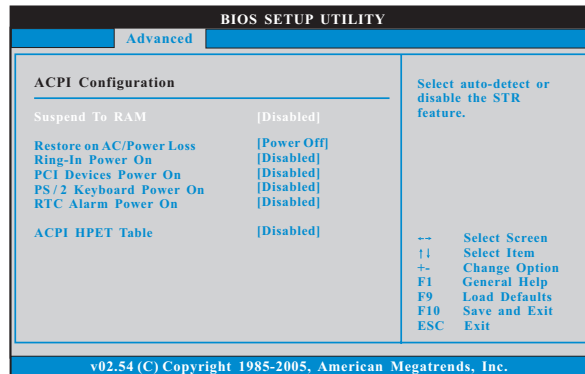 BIOS SETUP UTILITY
Advanced
ACPI Configuration
Suspend To RAM [Disabled]
Restore on AC/Power Loss [Power Off]
Ring-In Power On [Disabled]
PCI Devices Power On [Disabled]
PS / 2 Keyboard Power On [Disabled]
RTC Alarm Power On [Disabled]
ACPI HPET Table [Disabled]
Select auto-detect or
disable the STR
feature.
←→ Select Screen
↑↓ Select Item
+- Change Option
F1 General Help
F9 Load Defaults
F10 Save and Exit
ESC Exit
v02.54 (C) Copyright 1985-2005, American Megatrends, Inc.